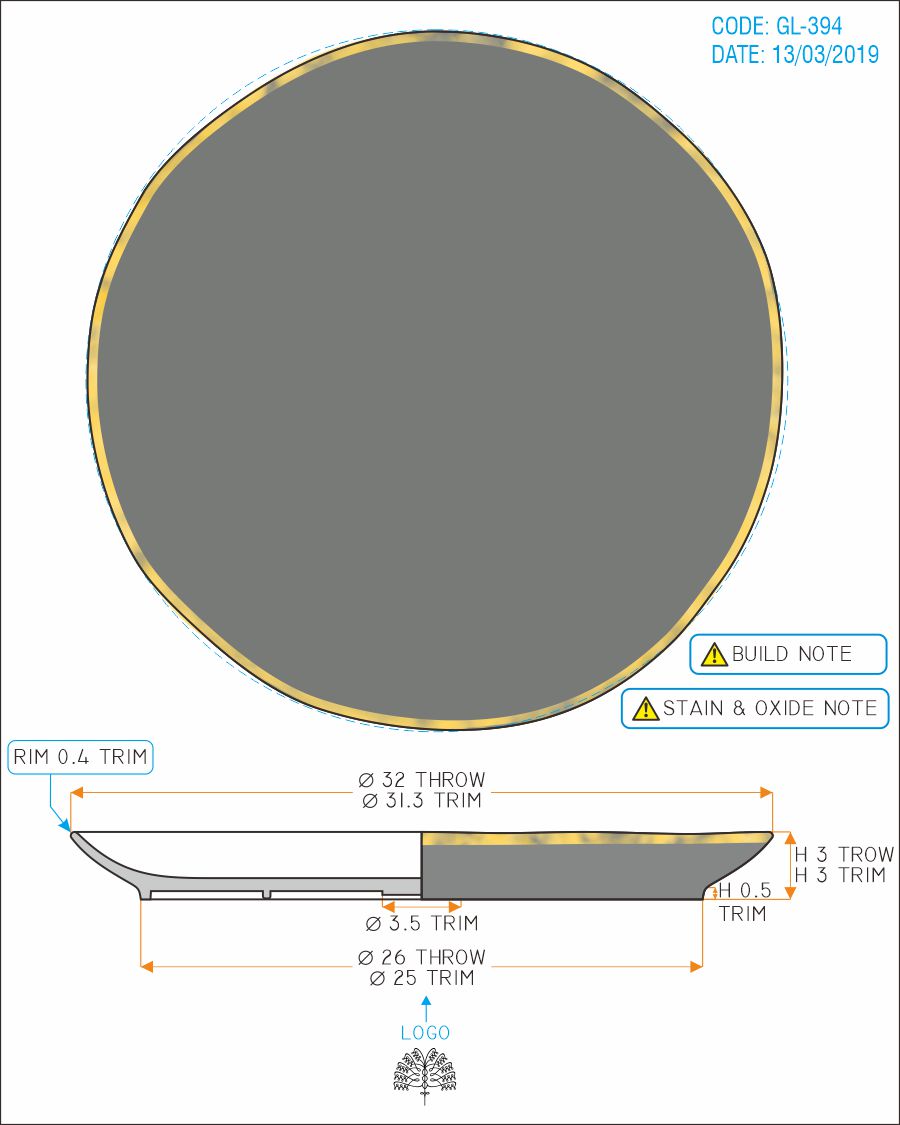 CODE: GL-394
DATE: 13/03/2019
BUILD NOTE
STAIN & OXIDE NOTE
RIM 0.4 TRIM
Ø 32 THROW
Ø 31.3 TRIM
H 3 TROW
H 3 TRIM
H 0.5
TRIM
Ø 3.5 TRIM
Ø 26 THROW
Ø 25 TRIM
LOGO